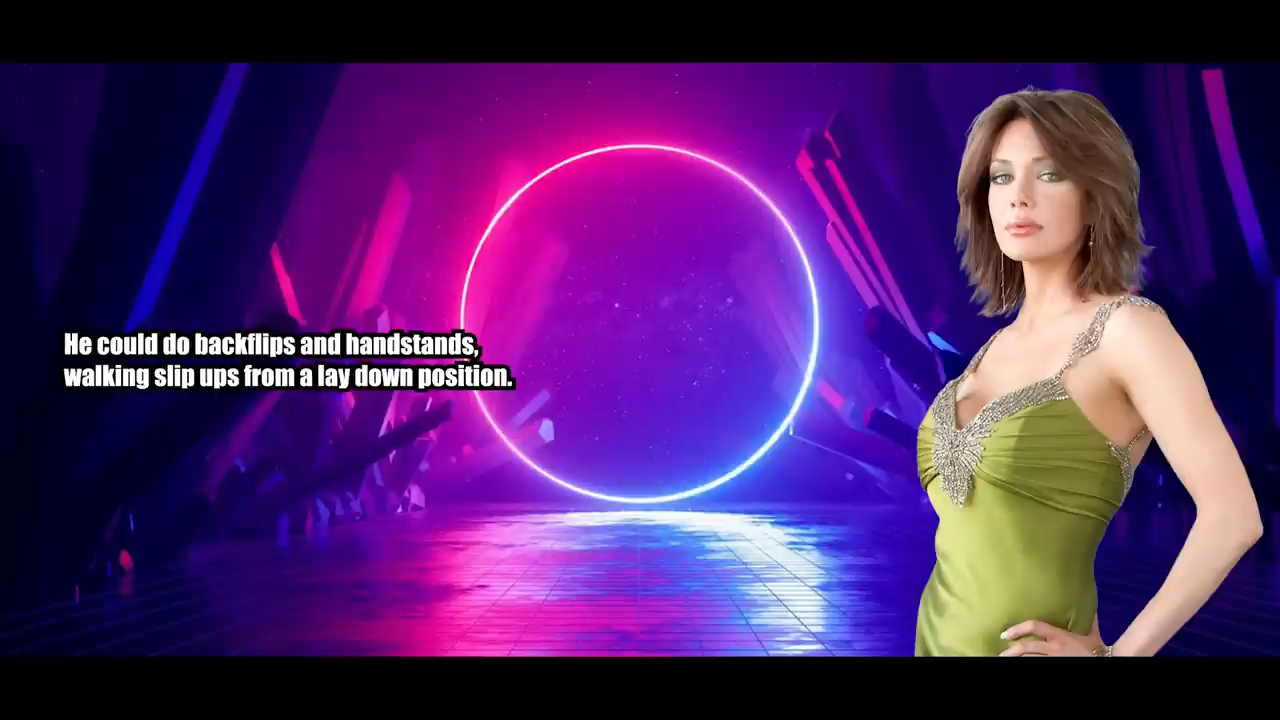 He could do backflips and handstands,
walking slip ups from a lay down position.